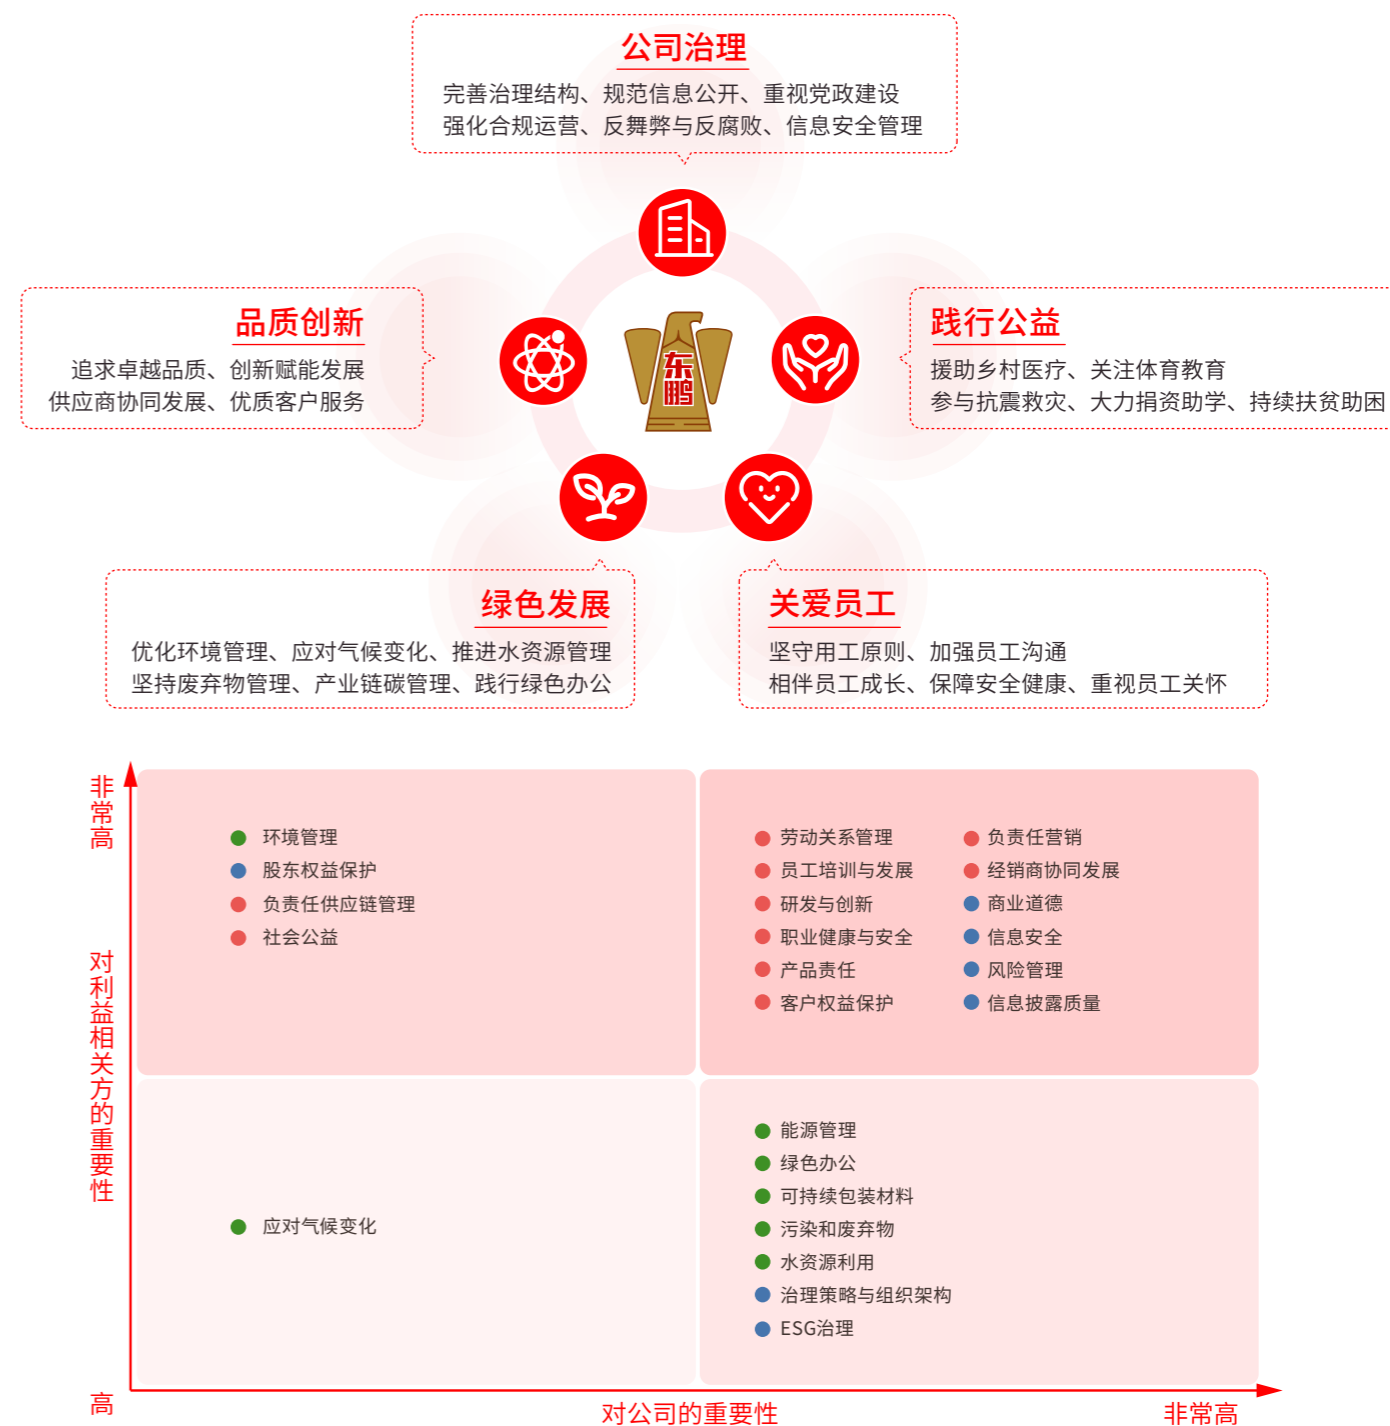 公司治理
完善治理结构、规范信息公开、重视党政建设
强化合规运营、反舞弊与反腐败、信息安全管理
品质创新
追求卓越品质、创新赋能发展
供应商协同发展、优质客户服务
践行公益
援助乡村医疗、关注体育教育
参与抗震救灾、大力捐资助学、持续扶贫助困
东鹏
绿色发展
优化环境管理、应对气候变化、推进水资源管理
坚持废弃物管理、产业链碳管理、践行绿色办公
关爱员工
坚守用工原则、加强员工沟通
相伴员工成长、保障安全健康、重视员工关怀
非常高
对利益相关方的重要性
高
环境管理
股东权益保护
负责任供应链管理
社会公益
劳动关系管理
员工培训与发展
研发与创新
职业健康与安全
产品责任
客户权益保护
负责任营销
经销商协同发展
商业道德
信息安全
风险管理
信息披露质量
应对气候变化
能源管理
绿色办公
可持续包装材料
污染和废弃物
水资源利用
治理策略与组织架构
ESG治理
对公司的重要性
非常高